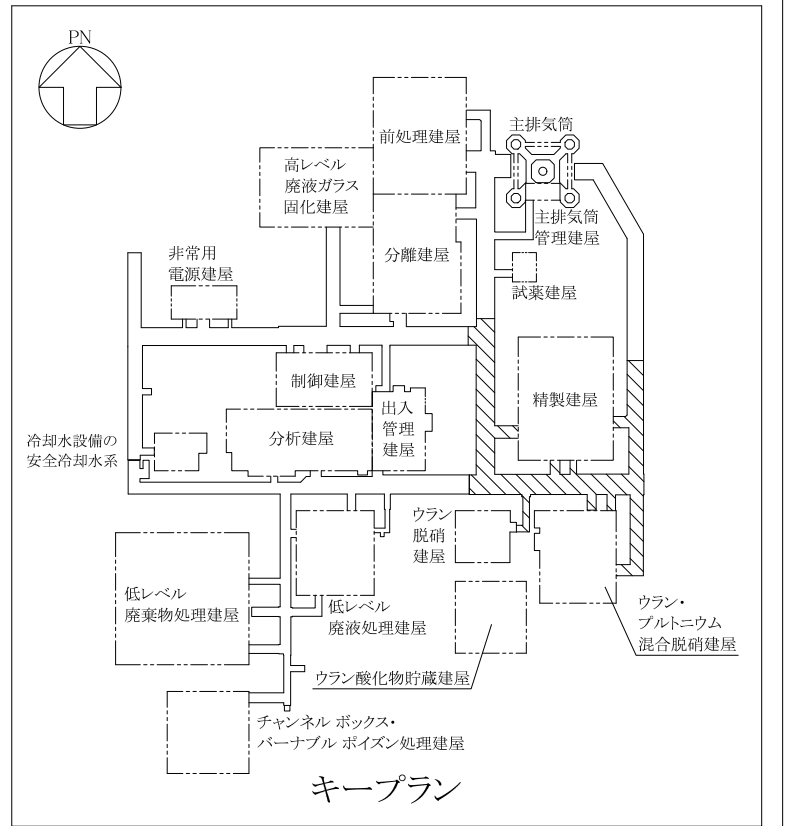 PN
前処理建屋
主排気筒
高レベル
廃液ガラス
固化建屋
主排気筒
管理建屋
分離建屋
非常用
電源建屋
試薬建屋
制御建屋
精製建屋
出入
管理
建屋
分析建屋
冷却水設備の
安全冷却水系
ウラン
脱硝
建屋
低レベル
廃棄物処理建屋
低レベル
廃液処理建屋
ウラン・
プルトニウム
混合脱硝建屋
ウラン酸化物貯蔵建屋
チャンネル ボックス・
バーナブル ポイズン処理建屋
キープラン